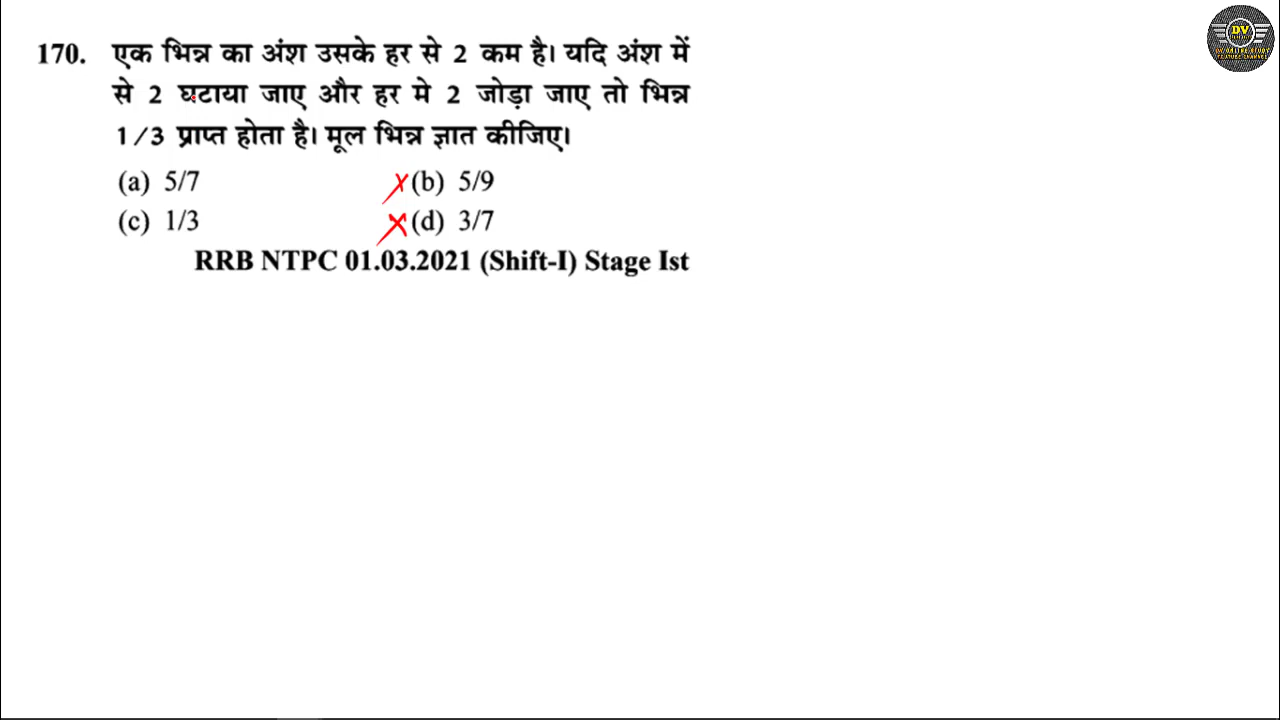 170. एक भिन्न का अंश उसके हर से 2 कम है। यदि अंश में
से 2 घटाया जाए और हर मे 2 जोड़ा जाए तो भिन्न
1/3 प्राप्त होता है। मूल भिन्न ज्ञात कीजिए।
(a) 5/7 (b) 5/9
(c) 1/3 (d) 3/7
RRB NTPC 01.03.2021 (Shift-I) Stage Ist
DV